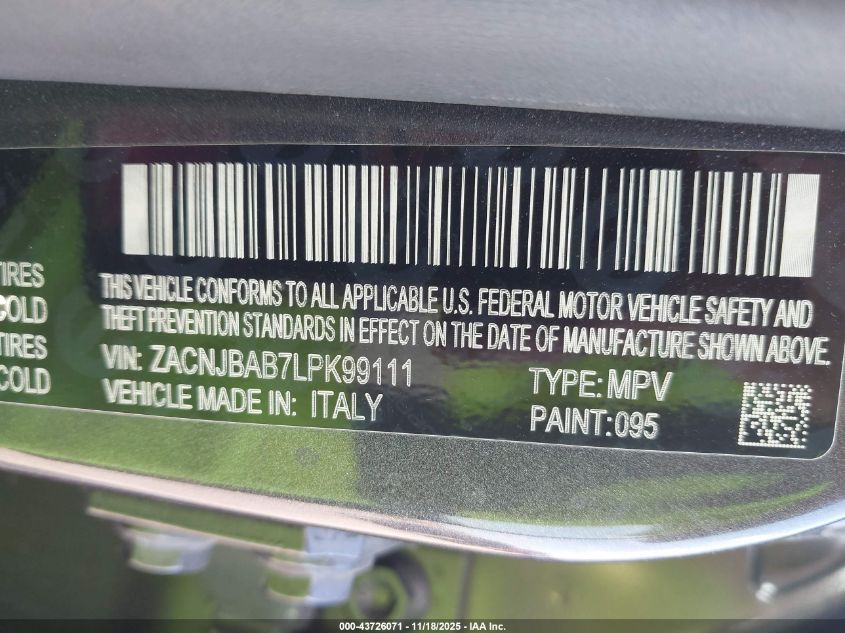 THIS VEHICLE CONFORMS TO ALL APPLICABLE U.S. FEDERAL MOTOR VEHICLE SAFETY AND
THEFT PREVENTION STANDARDS IN EFFECT ON THE DATE OF MANUFACTURE SHOWN ABOVE.
VIN: ZACNJBAB7LPK99111
TYPE: MPV
VEHICLE MADE IN: ITALY
PAINT: 095
TIRES
COLD
TIRES
COLD
000-43726071 - 11/18/2025 - IAA Inc.